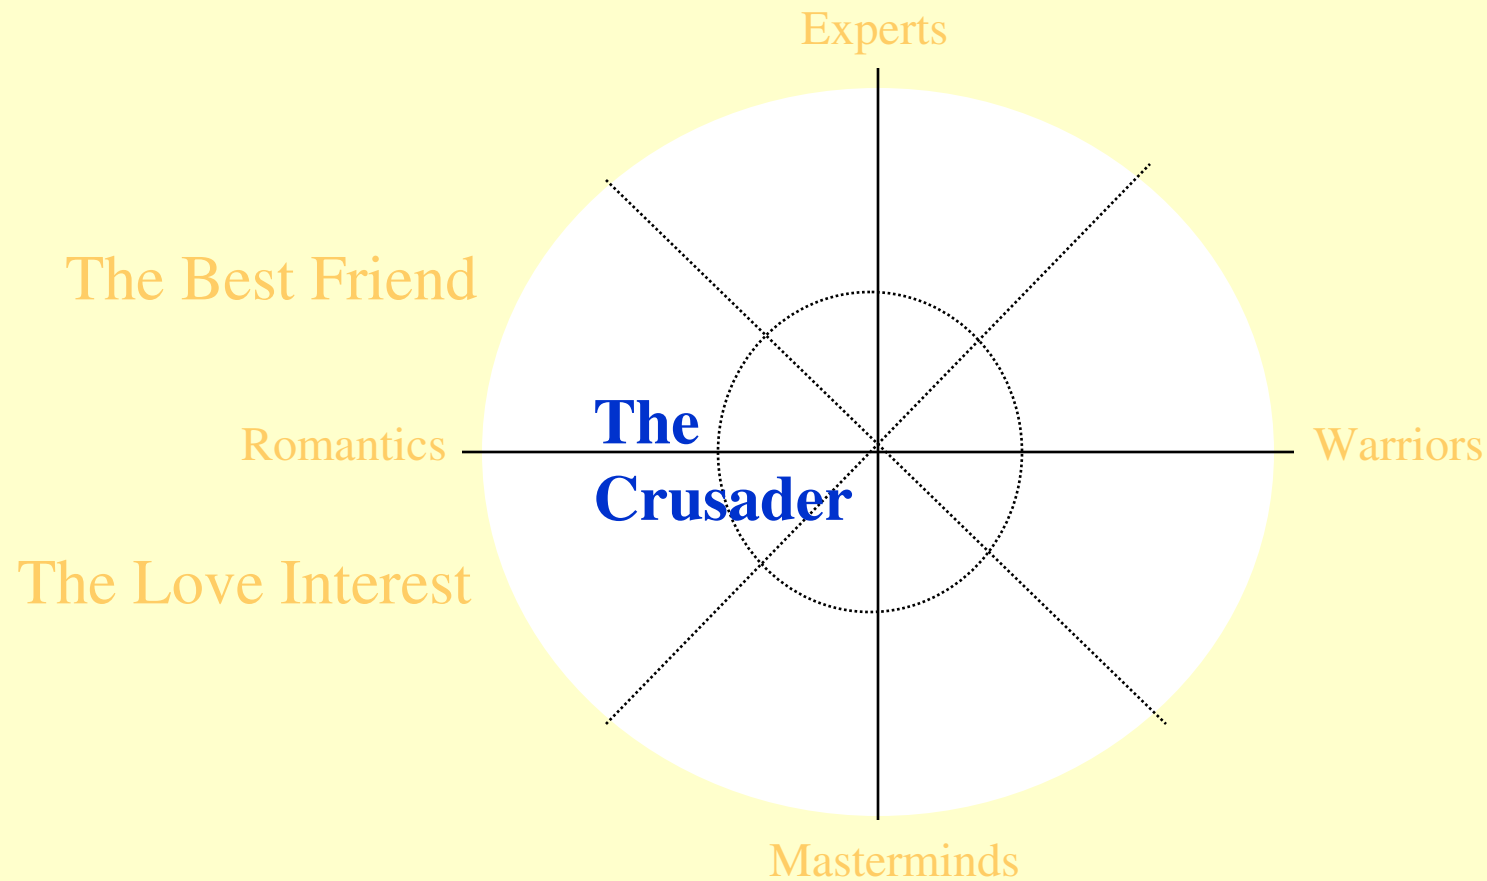 Experts
The Best Friend
The
Romantics
Warriors
Crusader
The Love Interest
Masterminds